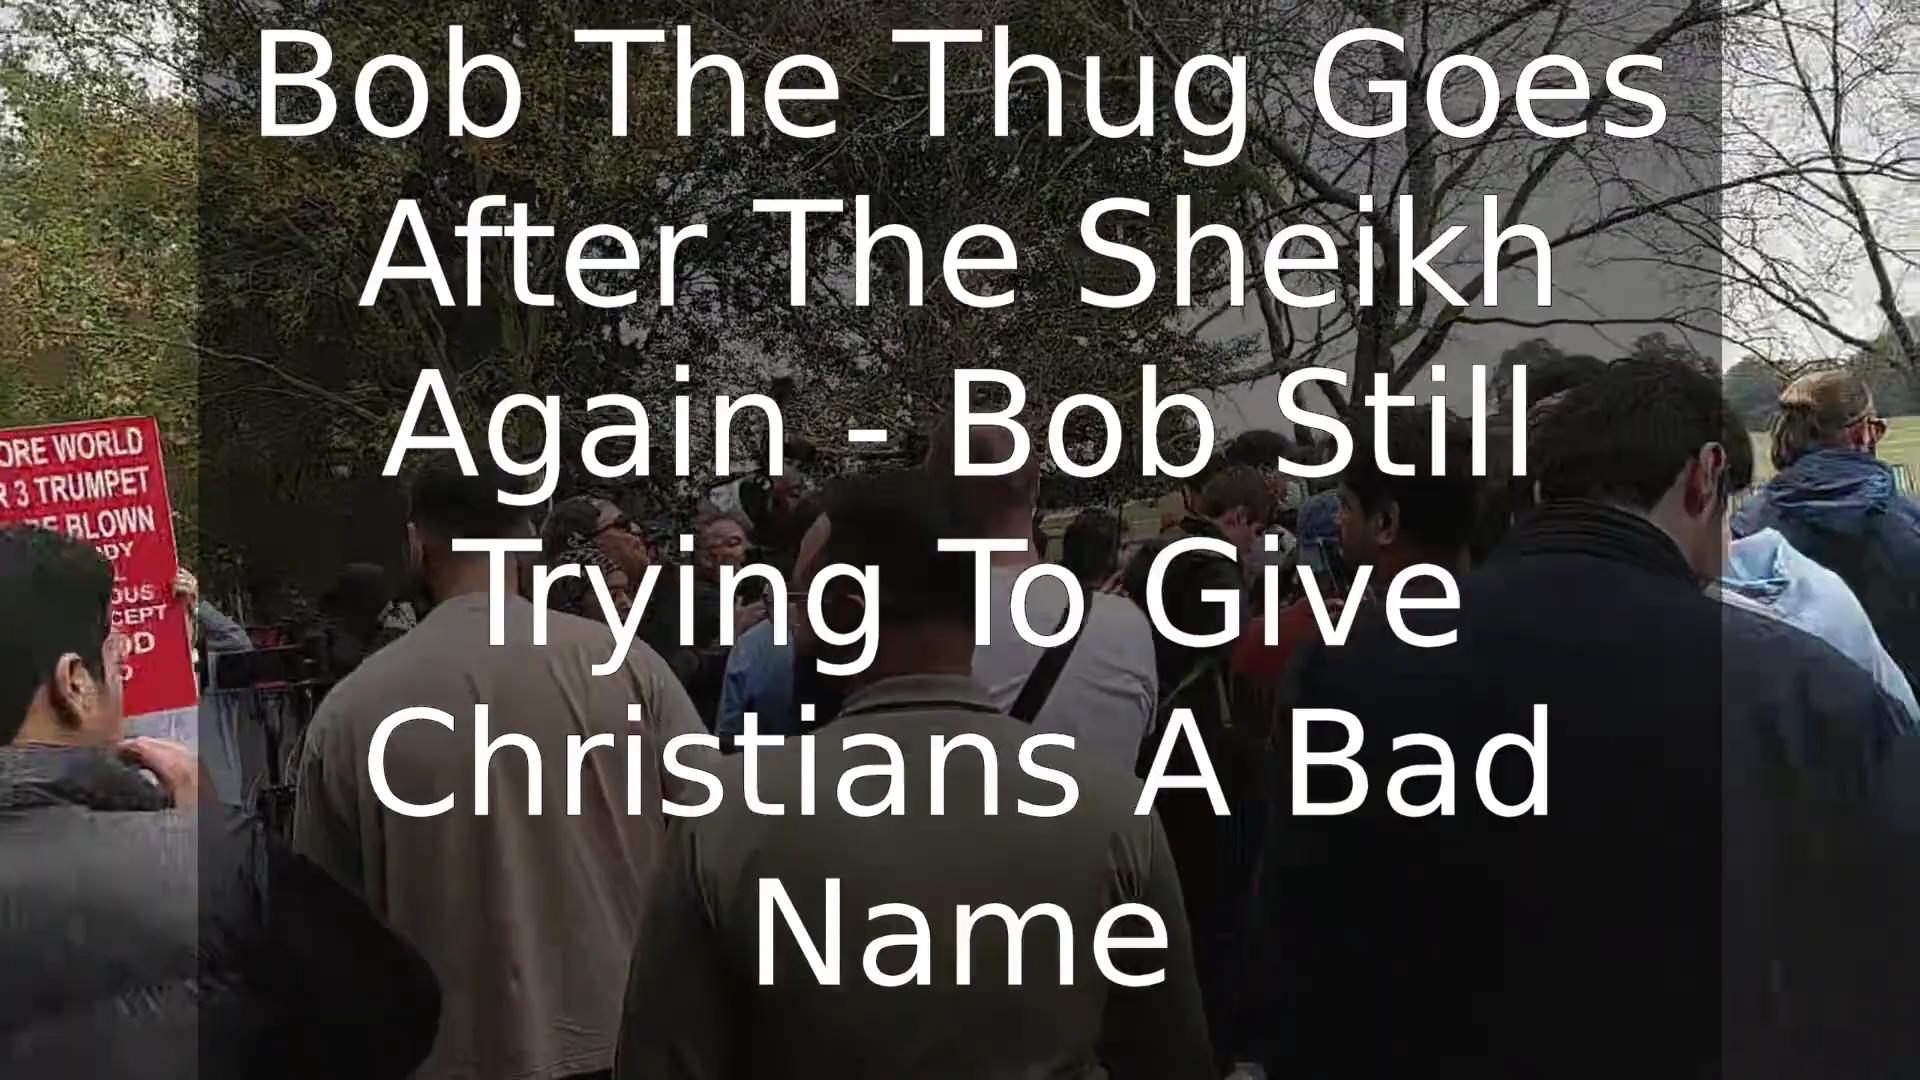 Bob The Thug Goes
After The Sheikh
Again - Bob Still
Trying To Give
Christians A Bad
Name
ORE WORLD
R 3 TRUMPET
BLOWN
CEPT